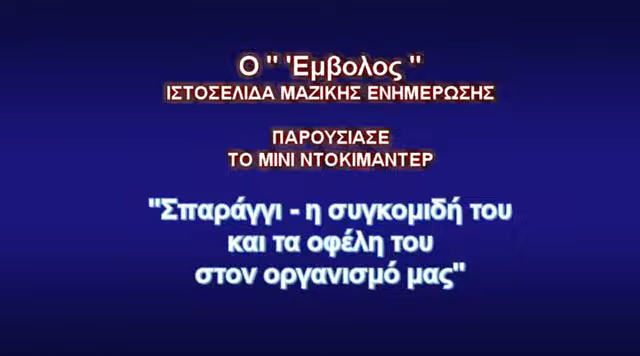 Ο " 'Εμβολος "
ΙΣΤΟΣΕΛΙΔΑ ΜΑΖΙΚΗΣ ΕΝΗΜΕΡΩΣΗΣ
ΠΑΡΟΥΣΙΑΣΕ
ΤΟ ΜΙΝΙ ΝΤΟΚΙΜΑΝΤΕΡ
"Σπαράγγι - η συγκομιδή του
και τα οφέλη του
στον οργανισμό μας"